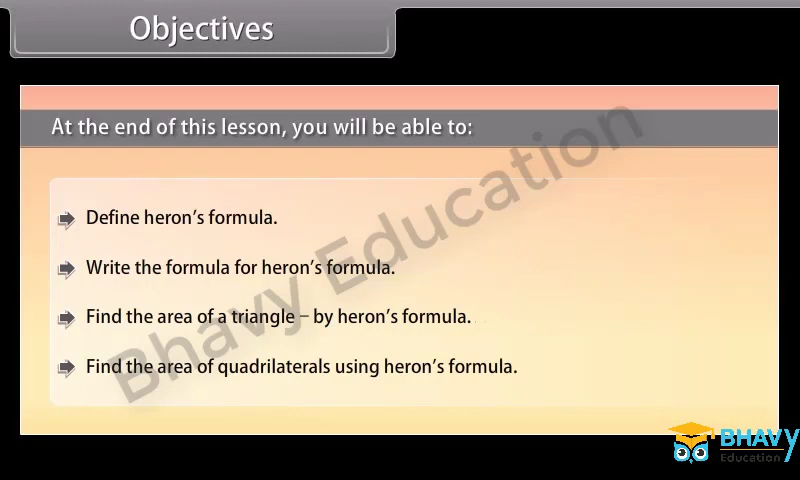 Objectives
At the end of this lesson, you will be able to:
Define heron's formula.
Write the formula for heron's formula.
Find the area of a triangle – by heron's formula.
Find the area of quadrilaterals using heron's formula.
Bhavy Education
BHAVY
Education